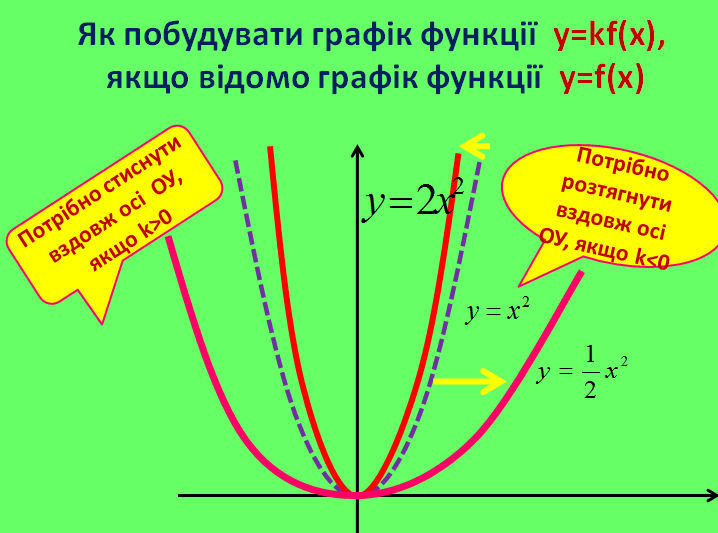 Як побудувати графік функції y=kf(x),
якщо відомо графік функції y=f(x)
Потрібно стиснути
вздовж осі ОУ,
якщо k>0
y=2x²
Потрібно
розтягнути
вздовж осі
ОУ, якщо k<0
y = x²
y = 1/2 x²